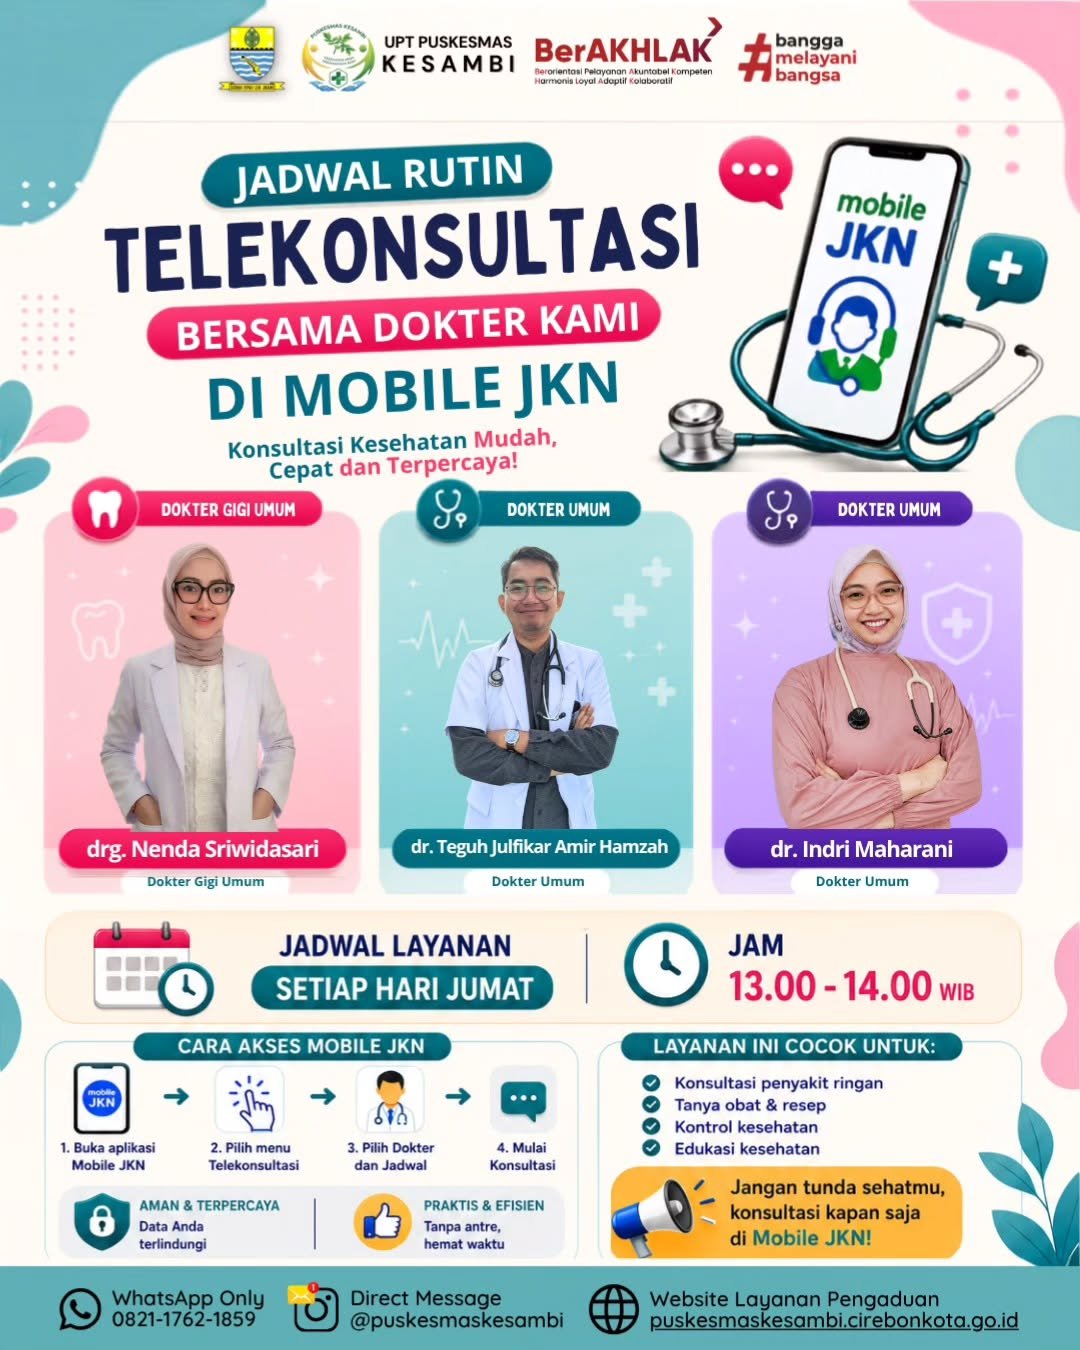 UPT PUSKESMAS
KESAMBI
BerAKHLAK
Berorientasi Pelayanan Akuntabel Kompeten
Harmonis Loyal Adaptif Kolaboratif
#bangga
melayani
bangsa
JADWAL RUTIN
TELEKONSULTASI
BERSAMA DOKTER KAMI
DI MOBILE JKN
Konsultasi Kesehatan Mudah,
Cepat dan Terpercaya!
mobile
JKN
DOKTER GIGI UMUM
DOKTER UMUM
DOKTER UMUM
drg. Nenda Sriwidasari
Dokter Gigi Umum
dr. Teguh Julfikar Amir Hamzah
Dokter Umum
dr. Indri Maharani
Dokter Umum
JADWAL LAYANAN
SETIAP HARI JUMAT
JAM
13.00 - 14.00 WIB
CARA AKSES MOBILE JKN
mobile
JKN
1. Buka aplikasi
Mobile JKN
2. Pilih menu
Telekonsultasi
3. Pilih Dokter
dan Jadwal
4. Mulai
Konsultasi
AMAN & TERPERCAYA
Data Anda
terlindungi
PRAKTIS & EFISIEN
Tanpa antre,
hemat waktu
LAYANAN INI COCOK UNTUK:
Konsultasi penyakit ringan
Tanya obat & resep
Kontrol kesehatan
Edukasi kesehatan
Jangan tunda sehatmu,
konsultasi kapan saja
di Mobile JKN!
WhatsApp Only
0821-1762-1859
1
Direct Message
@puskesmaskesambi
Website Layanan Pengaduan
puskesmaskesambi.cirebonkota.go.id